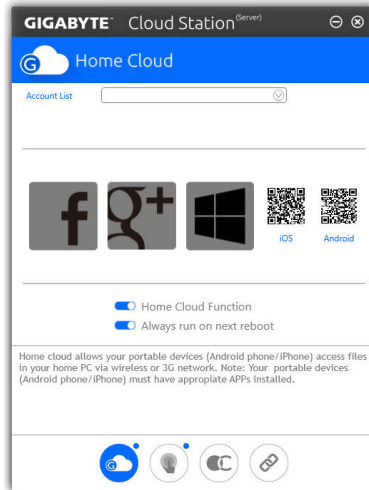 GIGABYTE™ Cloud Station (Server)
G Home Cloud
Account List
f g+
iOS Android
Home Cloud Function
Always run on next reboot
Home cloud allows your portable devices (Android phone/iPhone) access files
in your home PC via wireless or 3G network. Note: Your portable devices
(Android phone/iPhone) must have appropiate APPs installed.
G